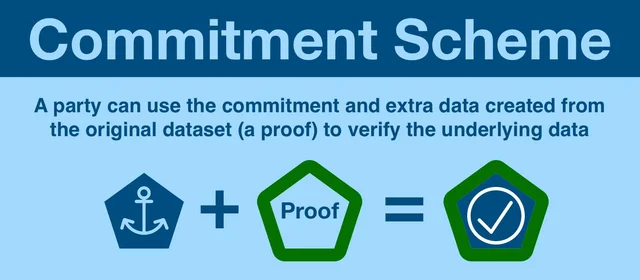 Commitment Scheme
A party can use the commitment and extra data created from
the original dataset (a proof) to verify the underlying data
+ Proof =